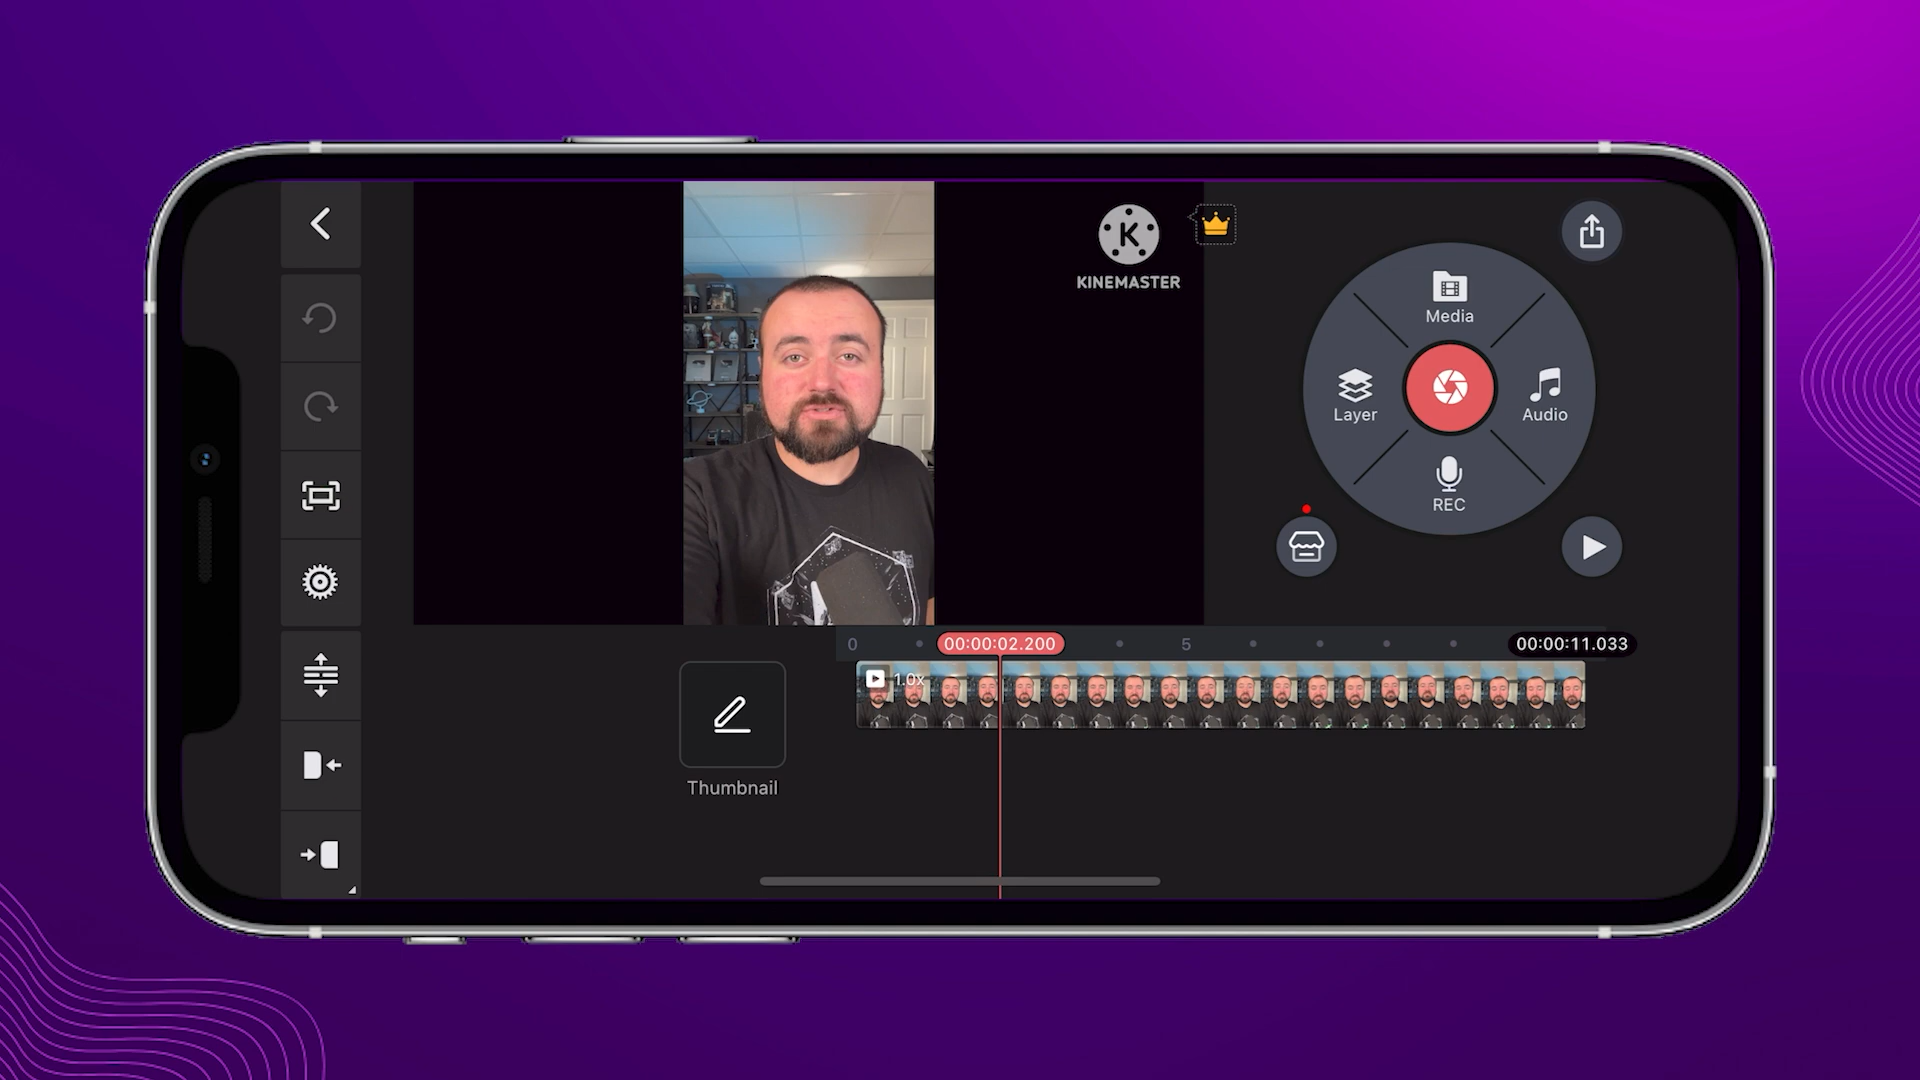 K
KINEMASTER
Media
Layer
Audio
REC
0
00:00:02.200
5
00:00:11.033
1.0x
Thumbnail